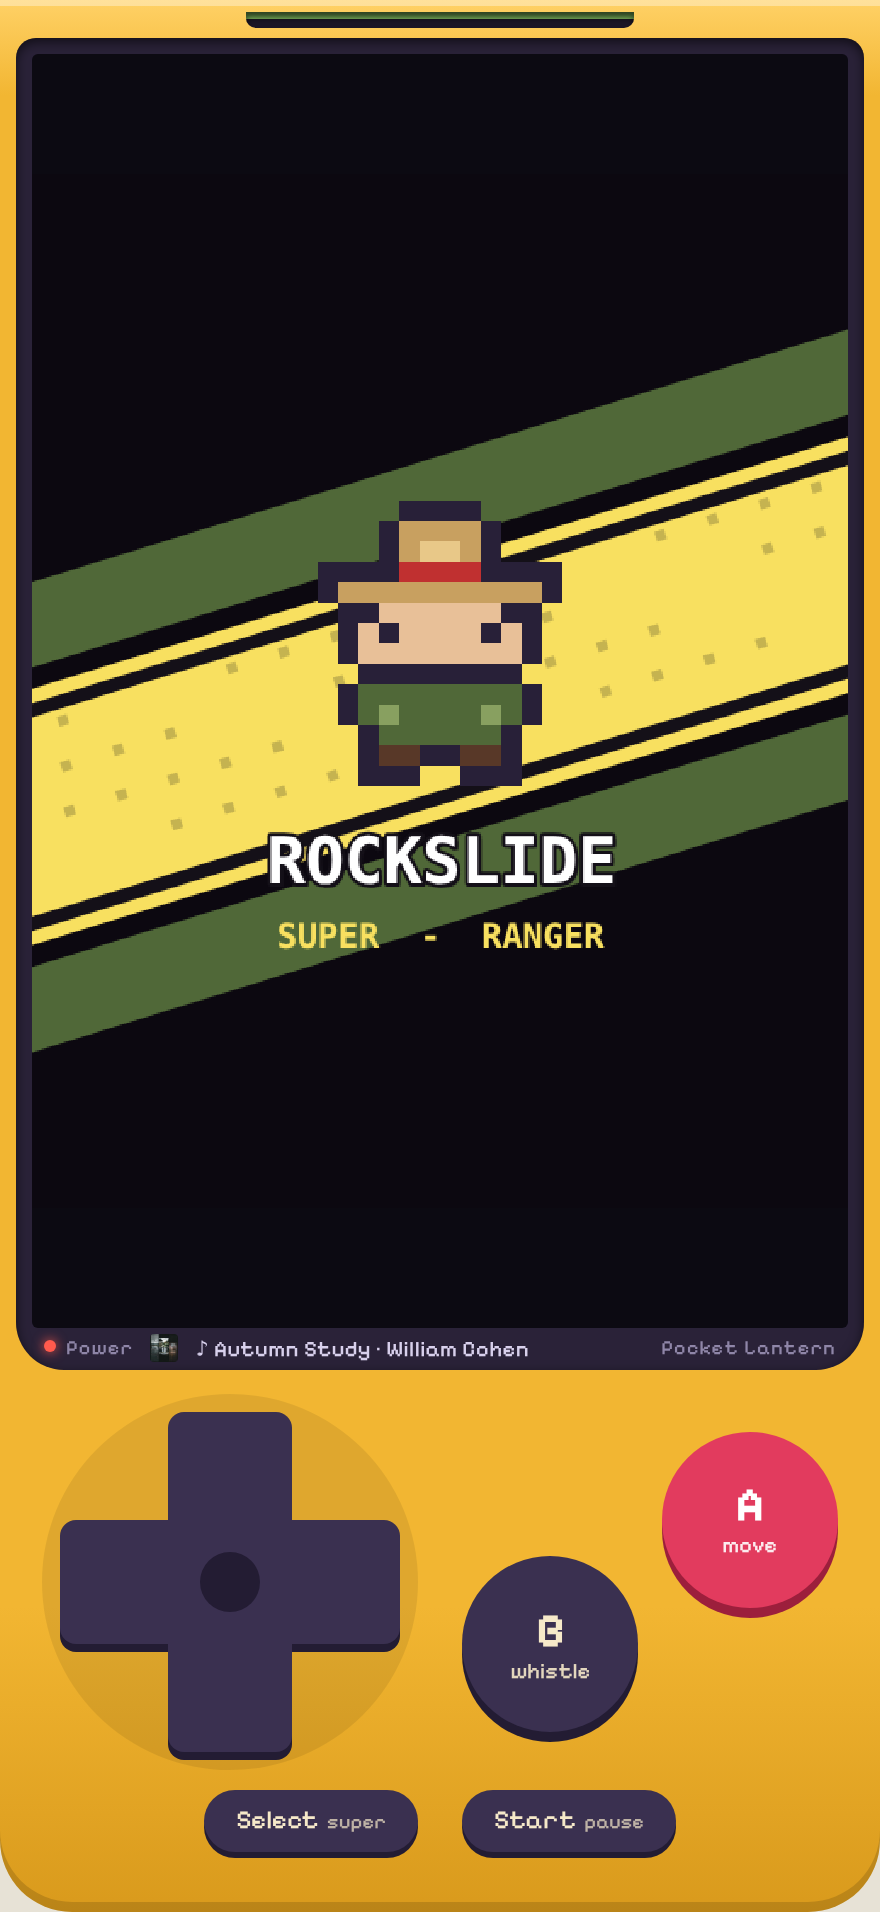 ROCKSLIDE
SUPER - RANGER
Power ♪ Autumn Study · William Cohen Pocket Lantern
A
move
B
whistle
Select super Start pause